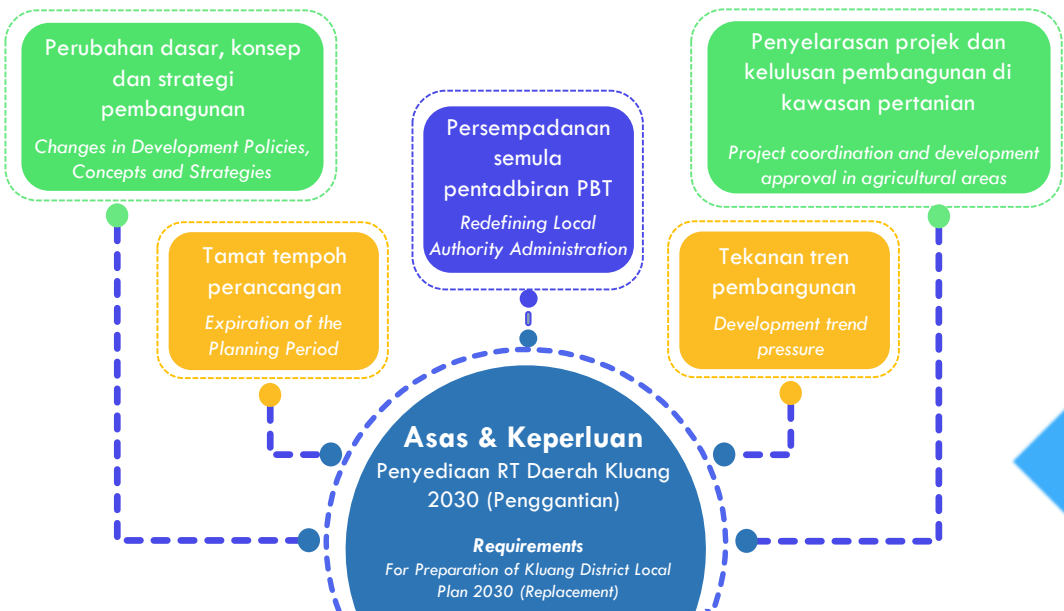 Perubahan dasar, konsep
dan strategi
pembangunan
Changes in Development Policies,
Concepts and Strategies
Persempadanan
semula
pentadbiran PBT
Redefining Local
Authority Administration
Penyelarasan projek dan
kelulusan pembangunan di
kawasan pertanian
Project coordination and development
approval in agricultural areas
Tamat tempoh
perancangan
Expiration of the
Planning Period
Tekanan tren
pembangunan
Development trend
pressure
Asas & Keperluan
Penyediaan RT Daerah Kluang
2030 (Penggantian)
Requirements
For Preparation of Kluang District Local
Plan 2030 (Replacement)